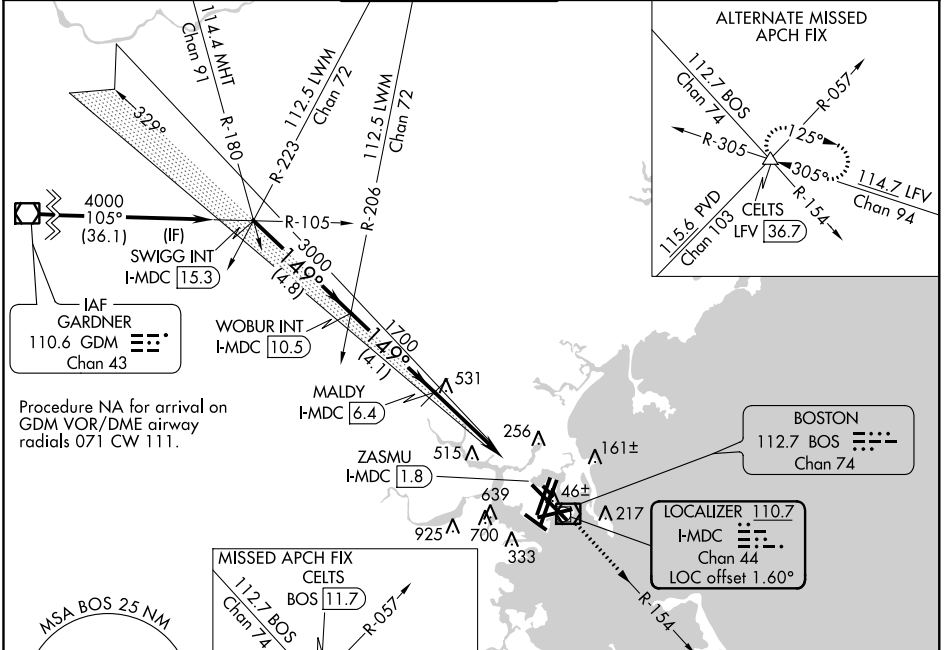 114.4 MHT
Chan 91
R-180
112.5 LWM
Chan 72
R-223
112.5 LWM
Chan 72
R-206
329°
4000
105°
(36.1)
(IF)
SWIGG INT
I-MDC 15.3
R-105
3000
149°
(4.8)
IAF
GARDNER
110.6 GDM
Chan 43
WOBUR INT
I-MDC 10.5
1700
149°
(4.1)
MALDY
I-MDC 6.4
531
Procedure NA for arrival on
GDM VOR/DME airway
radials 071 CW 111.
515
256
161±
ZASMU
I-MDC 1.8
46±
639
700
925
333
217
BOSTON
112.7 BOS
Chan 74
LOCALIZER 110.7
I-MDC
Chan 44
LOC offset 1.60°
R-154
ALTERNATE MISSED
APCH FIX
112.7 BOS
Chan 74
R-057
R-305
125°
305°
114.7 LFV
Chan 94
R-154
CELTS
LFV 36.7
115.6 PVD
Chan 103
MISSED APCH FIX
CELTS
BOS 11.7
112.7 BOS
Chan 74
R-057
MSA BOS 25 NM